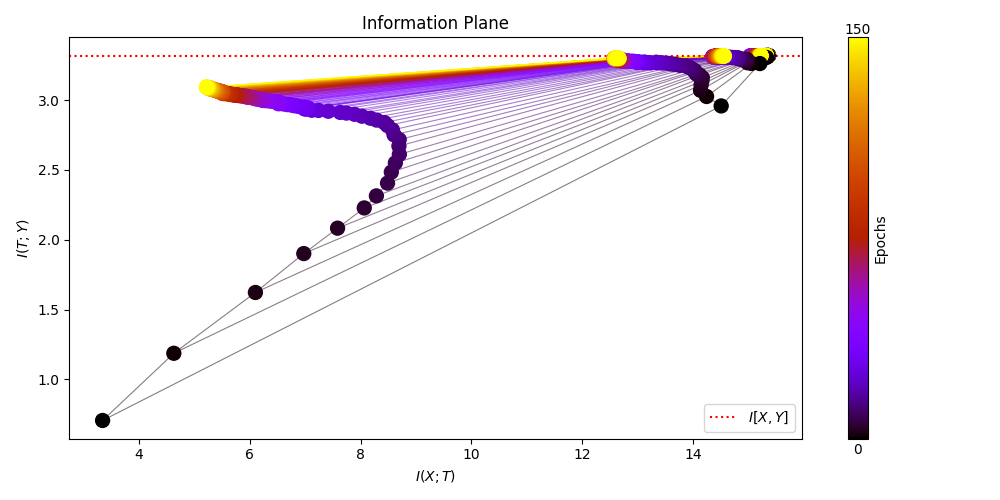 Information Plane
150
3.0
2.5
2.0
1.5
1.0
I(T; Y)
4
6
8
10
12
14
I(X; T)
I[X, Y]
Epochs
0